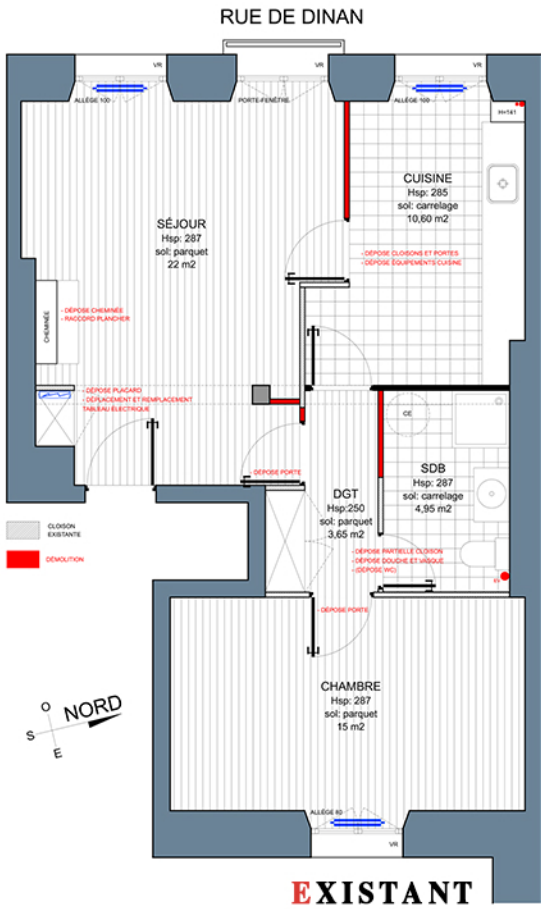 RUE DE DINAN
VR
VR
VR
ALLÈGE 100
PORTE-FENÊTRE
ALLÈGE 100
H=141
CUISINE
Hsp: 285
sol: carrelage
10,60 m2
SÉJOUR
Hsp: 287
sol: parquet
22 m2
- DÉPOSE CLOISONS ET PORTES
- DÉPOSE ÉQUIPEMENTS CUISINE
CHEMINÉE
- DÉPOSE CHEMINÉE
- RACCORD PLANCHER
- DÉPOSE PLACARD
- DÉPLACEMENT ET REMPLACEMENT
TABLEAU ÉLECTRIQUE
CE
- DÉPOSE PORTE
SDB
Hsp: 287
sol: carrelage
4,95 m2
DGT
Hsp:250
sol: parquet
3,65 m2
CLOISON
EXISTANTE
DÉMOLITION
- DÉPOSE PARTIELLE CLOISON
- DÉPOSE DOUCHE ET VASQUE
- (DÉPOSE WC)
- DÉPOSE PORTE
CHAMBRE
Hsp: 287
sol: parquet
15 m2
O
NORD
S
E
VR
EXISTANT